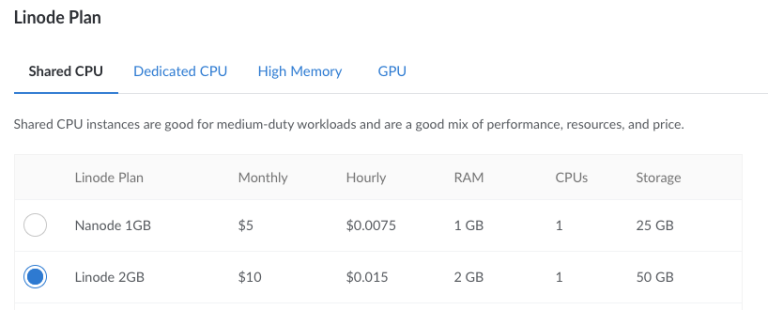 Linode Plan
Shared CPU Dedicated CPU High Memory GPU
Shared CPU instances are good for medium-duty workloads and are a good mix of performance, resources, and price.
Linode Plan Monthly Hourly RAM CPUs Storage
Nanode 1GB $5 $0.0075 1 GB 1 25 GB
Linode 2GB $10 $0.015 2 GB 1 50 GB